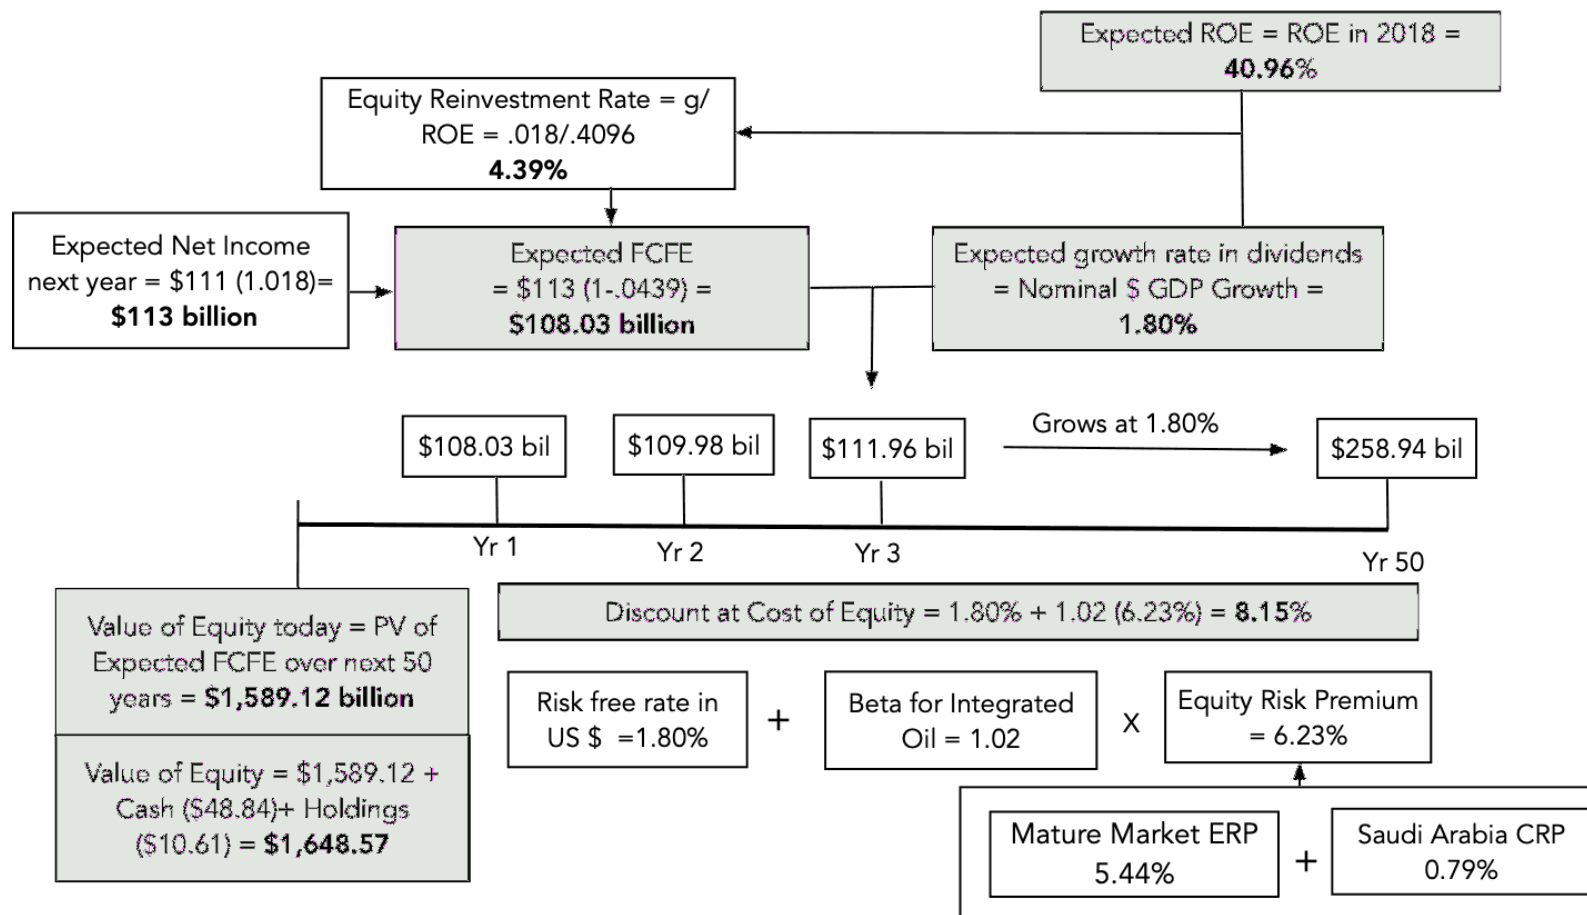 Expected ROE = ROE in 2018 =
40.96%
Equity Reinvestment Rate = g/
ROE = .018/.4096
4.39%
Expected Net Income
next year = $111 (1.018)=
$113 billion
Expected FCFE
= $113 (1-.0439) =
$108.03 billion
Expected growth rate in dividends
= Nominal $ GDP Growth =
1.80%
$108.03 bil
$109.98 bil
$111.96 bil
Grows at 1.80%
$258.94 bil
Yr 1
Yr 2
Yr 3
Yr 50
Value of Equity today = PV of
Expected FCFE over next 50
years = $1,589.12 billion
Value of Equity = $1,589.12 +
Cash ($48.84)+ Holdings
($10.61) = $1,648.57
Discount at Cost of Equity = 1.80% + 1.02 (6.23%) = 8.15%
Risk free rate in
US $ =1.80%
+
Beta for Integrated
Oil = 1.02
X
Equity Risk Premium
= 6.23%
Mature Market ERP
5.44%
+
Saudi Arabia CRP
0.79%